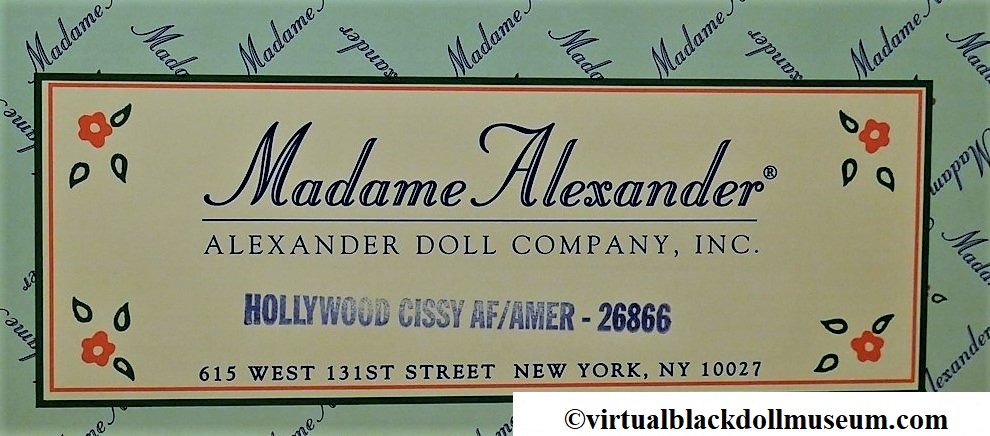 Madame Alexander®
ALEXANDER DOLL COMPANY, INC.
HOLLYWOOD CISSY AF/AMER - 26866
615 WEST 131ST STREET NEW YORK, NY 10027
©virtualblackdollmuseum.com